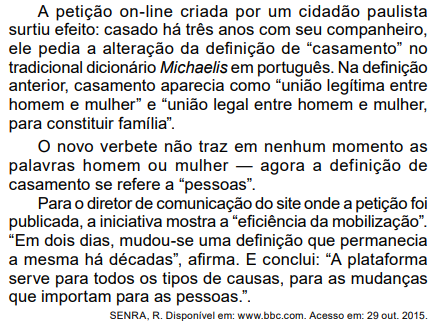 A petição on-line criada por um cidadão paulista
surtiu efeito: casado há três anos com seu companheiro,
ele pedia a alteração da definição de “casamento” no
tradicional dicionário Michaelis em português. Na definição
anterior, casamento aparecia como “união legítima entre
homem e mulher” e “união legal entre homem e mulher,
para constituir família”.
O novo verbete não traz em nenhum momento as
palavras homem ou mulher — agora a definição de
casamento se refere a “pessoas”.
Para o diretor de comunicação do site onde a petição foi
publicada, a iniciativa mostra a “eficiência da mobilização”.
“Em dois dias, mudou-se uma definição que permanecia
a mesma há décadas”, afirma. E conclui: “A plataforma
serve para todos os tipos de causas, para as mudanças
que importam para as pessoas.”.
SENRA, R. Disponível em: www.bbc.com. Acesso em: 29 out. 2015.